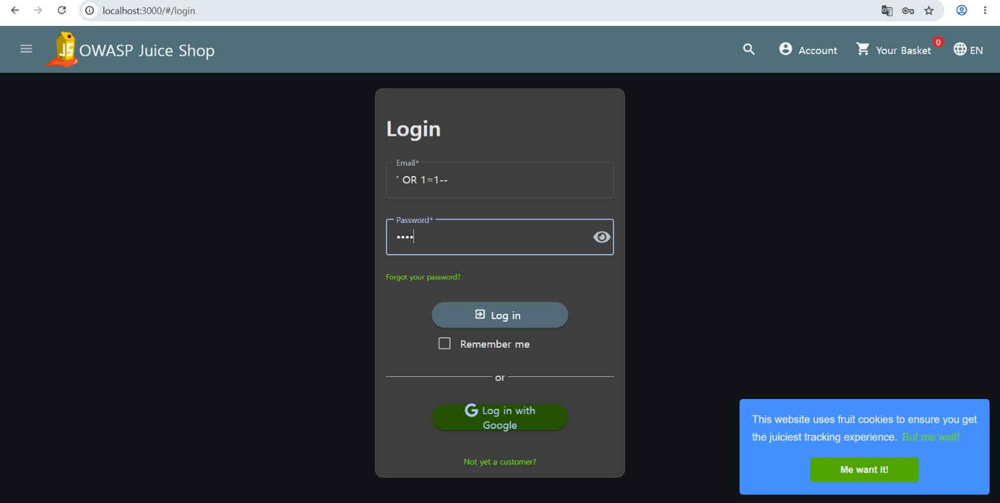 localhost:3000/#/login
JS OWASP Juice Shop
Account
Your Basket
0
EN
Login
Email*
' OR 1=1--
Password*
••••
Forgot your password?
Log in
Remember me
or
G Log in with
Google
Not yet a customer?
This website uses fruit cookies to ensure you get
the juiciest tracking experience. But me wait!
Me want it!